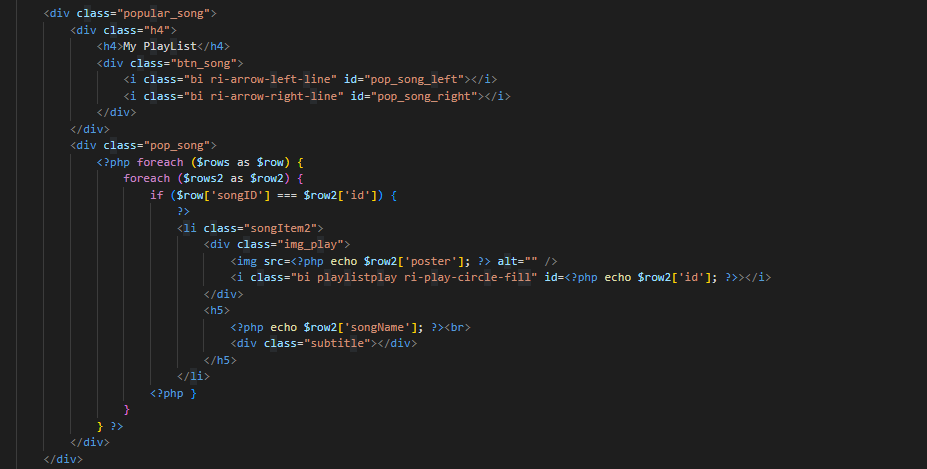 <div class="popular_song">
<div class="h4">
<h4>My PlayList</h4>
<div class="btn_song">
<i class="bi ri-arrow-left-line" id="pop_song_left"></i>
<i class="bi ri-arrow-right-line" id="pop_song_right"></i>
</div>
</div>
<div class="pop_song">
<?php foreach ($rows as $row) {
foreach ($rows2 as $row2) {
if ($row['songID'] === $row2['id']) {
?>
<li class="songItem2">
<div class="img_play">
<img src=<?php echo $row2['poster']; ?> alt="" />
<i class="bi playlistplay ri-play-circle-fill" id=<?php echo $row2['id']; ?>></i>
</div>
<h5>
<?php echo $row2['songName']; ?><br>
<div class="subtitle"></div>
</h5>
</li>
<?php }
}
} ?>
</div>
</div>